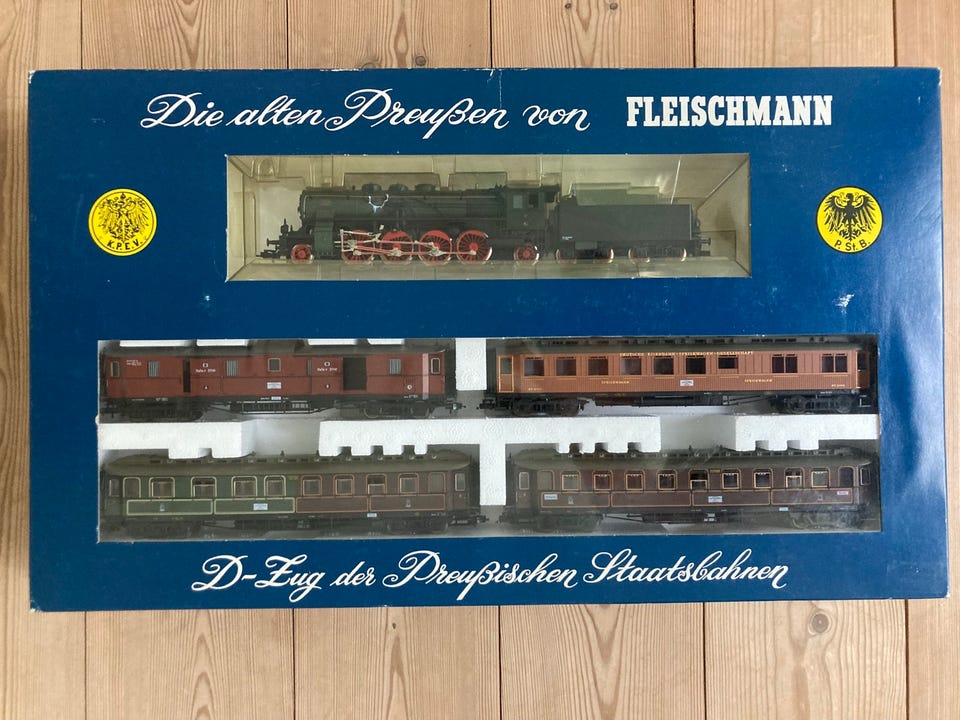 Die alten Preußen von FLEISCHMANN
K.P.E.V.
P.St.B.
DEUTSCHE EISENBAHN-SPEISEWAGEN-GESELLSCHAFT
SPEISEWAGEN
SPEISEWAGEN
D-Zug der Preußischen Staatsbahnen